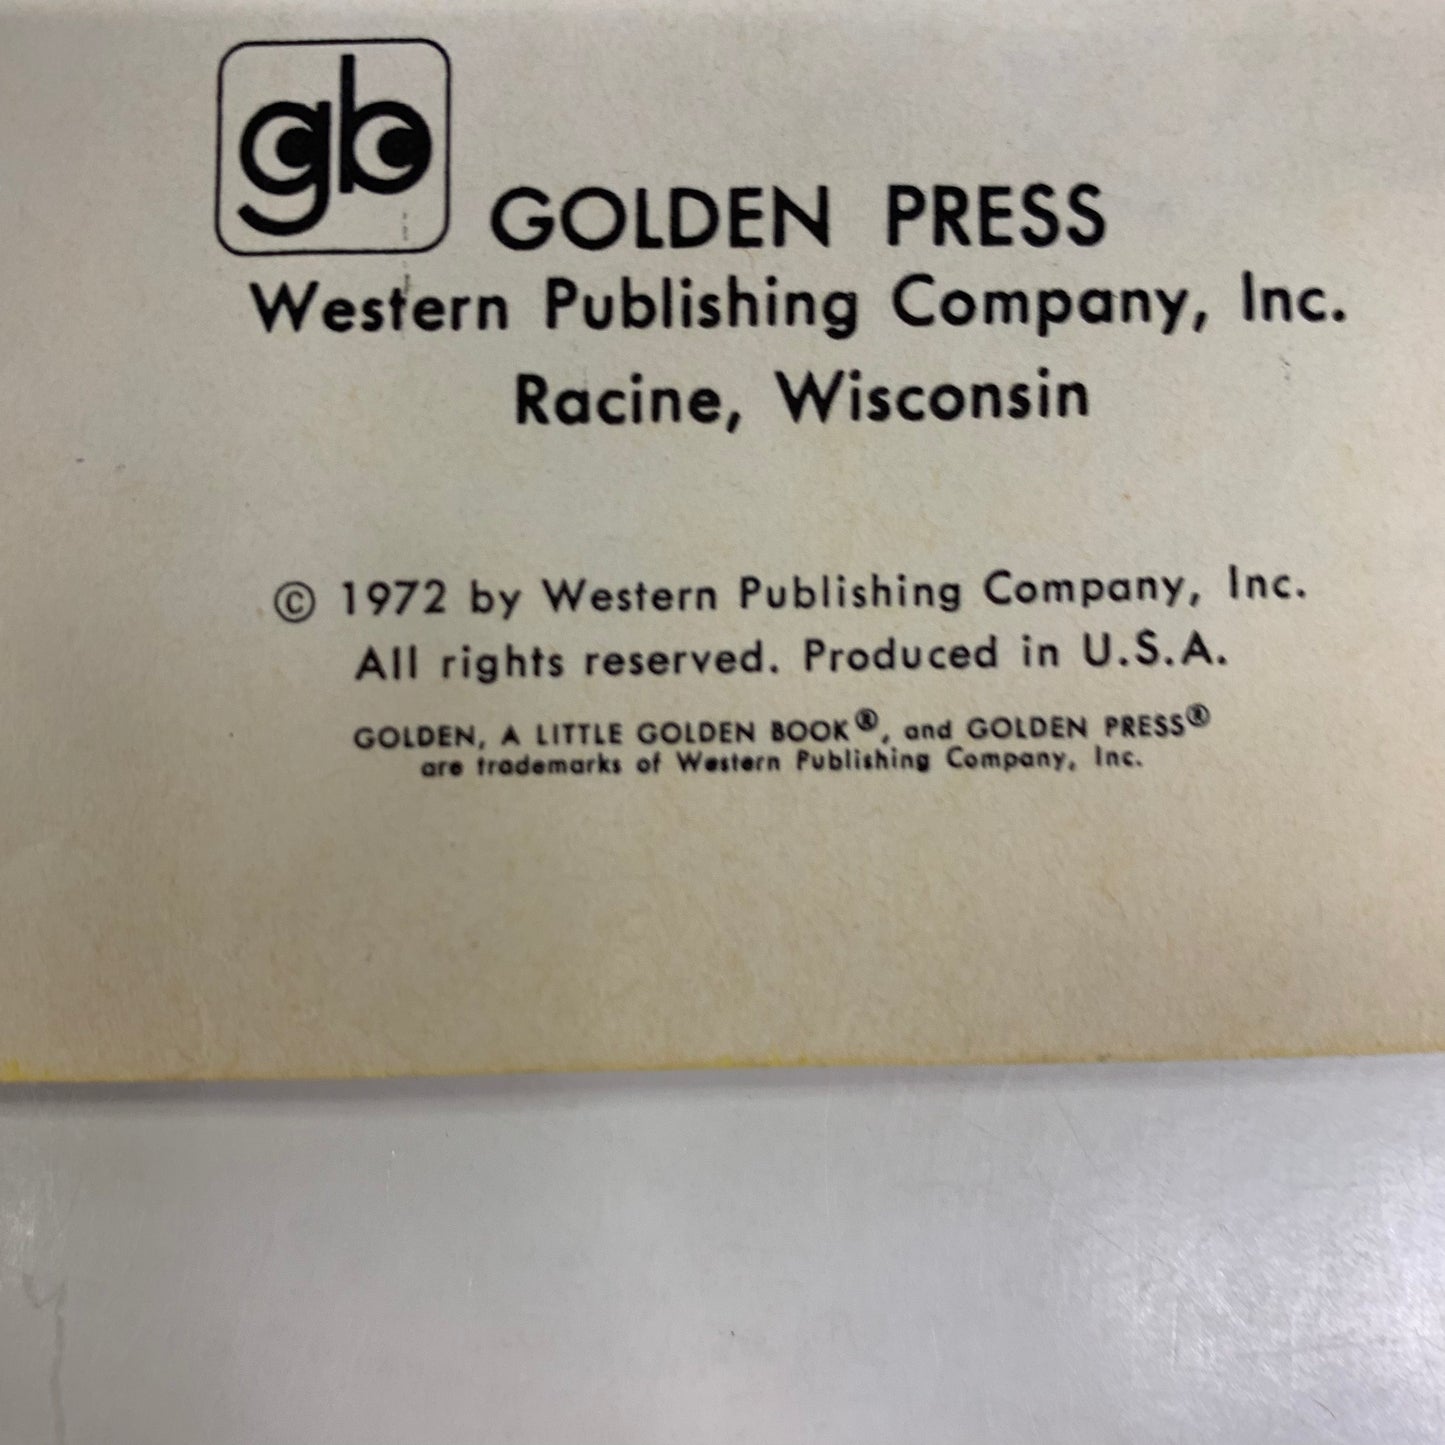 gb
GOLDEN PRESS
Western Publishing Company, Inc.
Racine, Wisconsin
© 1972 by Western Publishing Company, Inc.
All rights reserved. Produced in U.S.A.
GOLDEN, A LITTLE GOLDEN BOOK®, and GOLDEN PRESS®
are trademarks of Western Publishing Company, Inc.